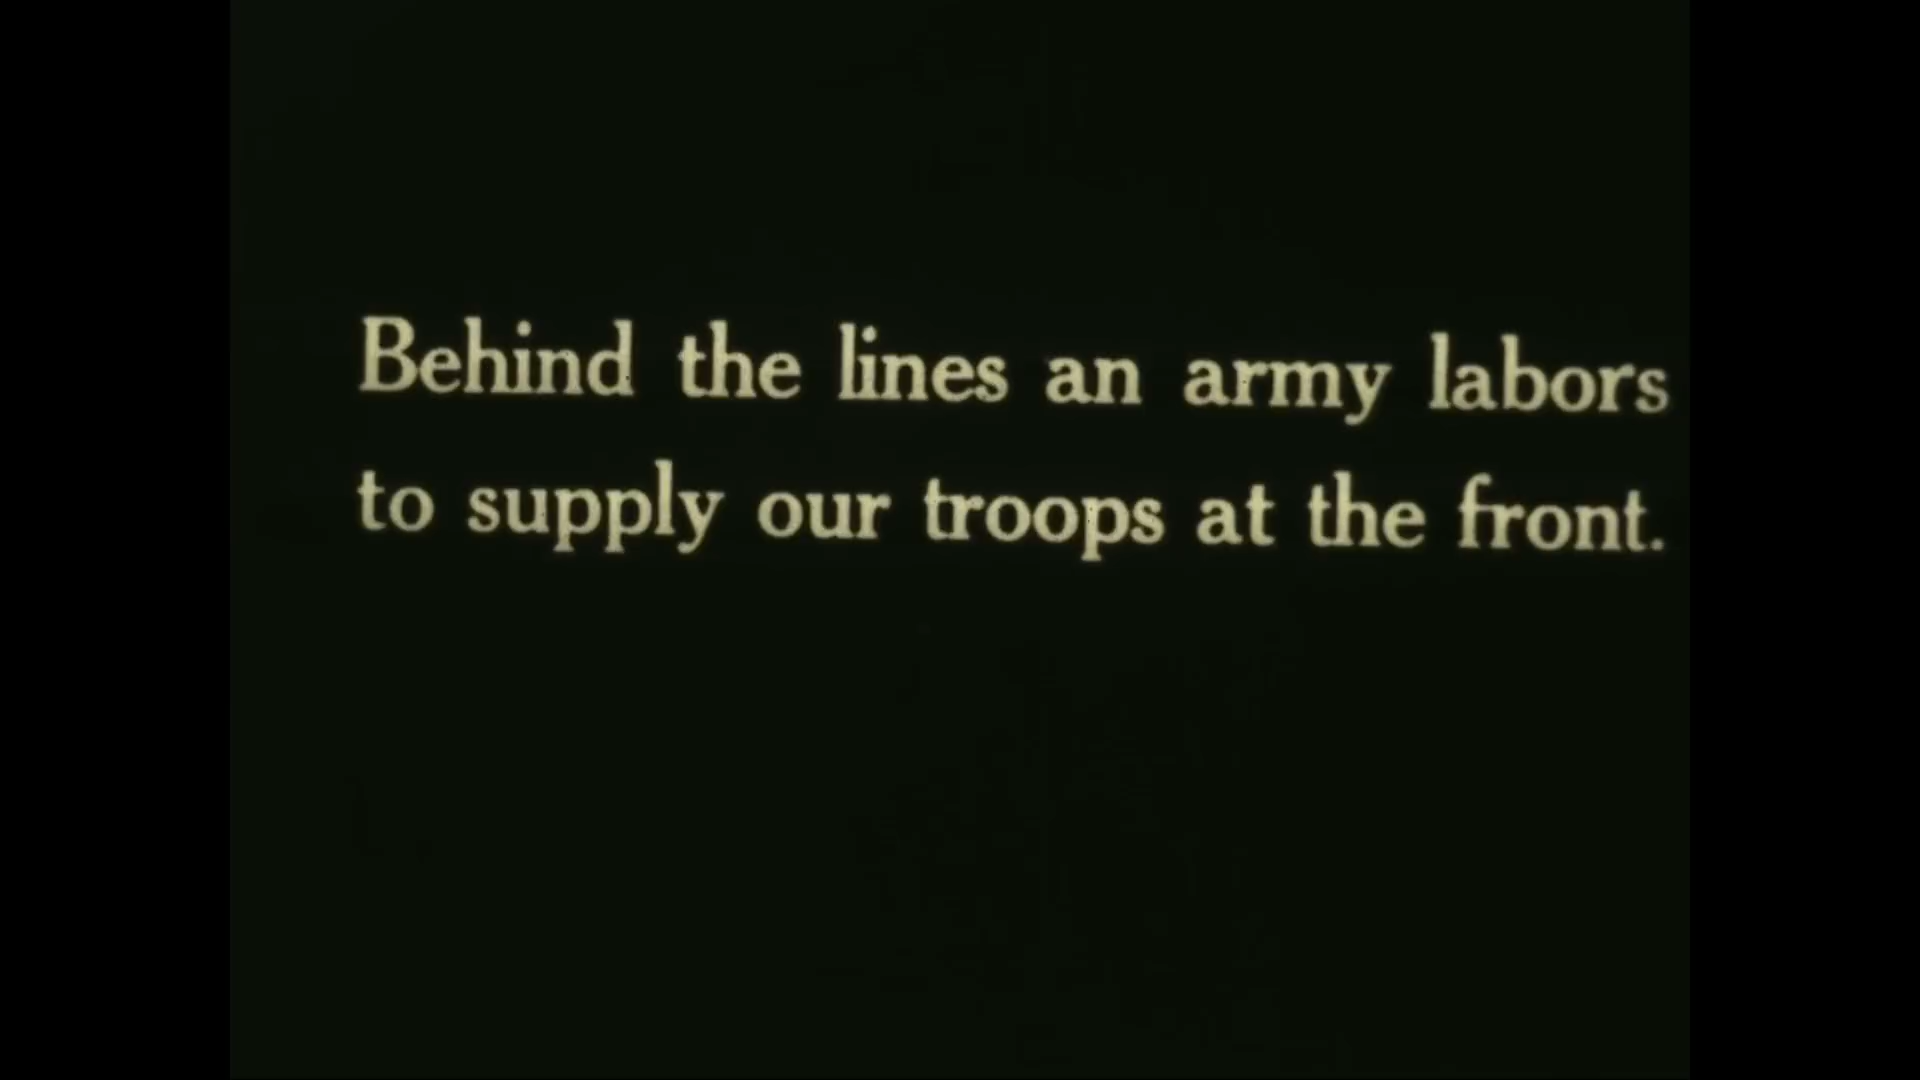 Behind the lines an army labors
to supply our troops at the front.